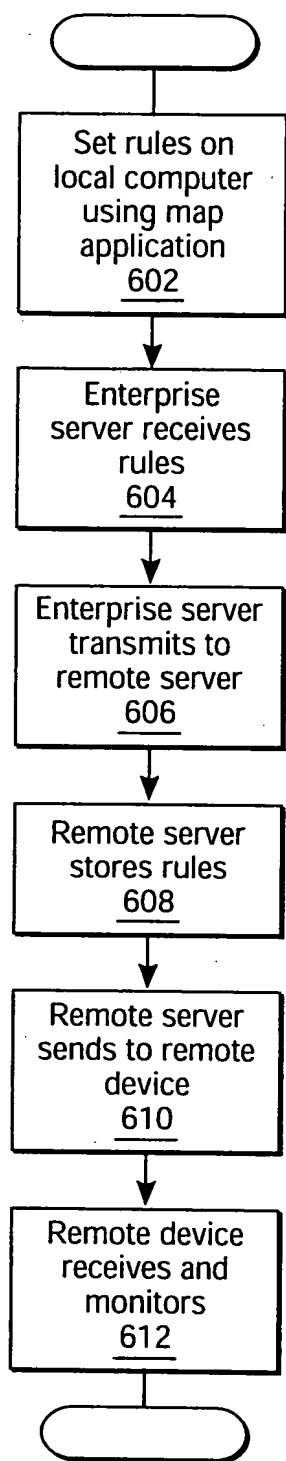 Set rules on
local computer
using map
application
602
Enterprise
server receives
rules
604
Enterprise server
transmits to
remote server
606
Remote server
stores rules
608
Remote server
sends to remote
device
610
Remote device
receives and
monitors
612